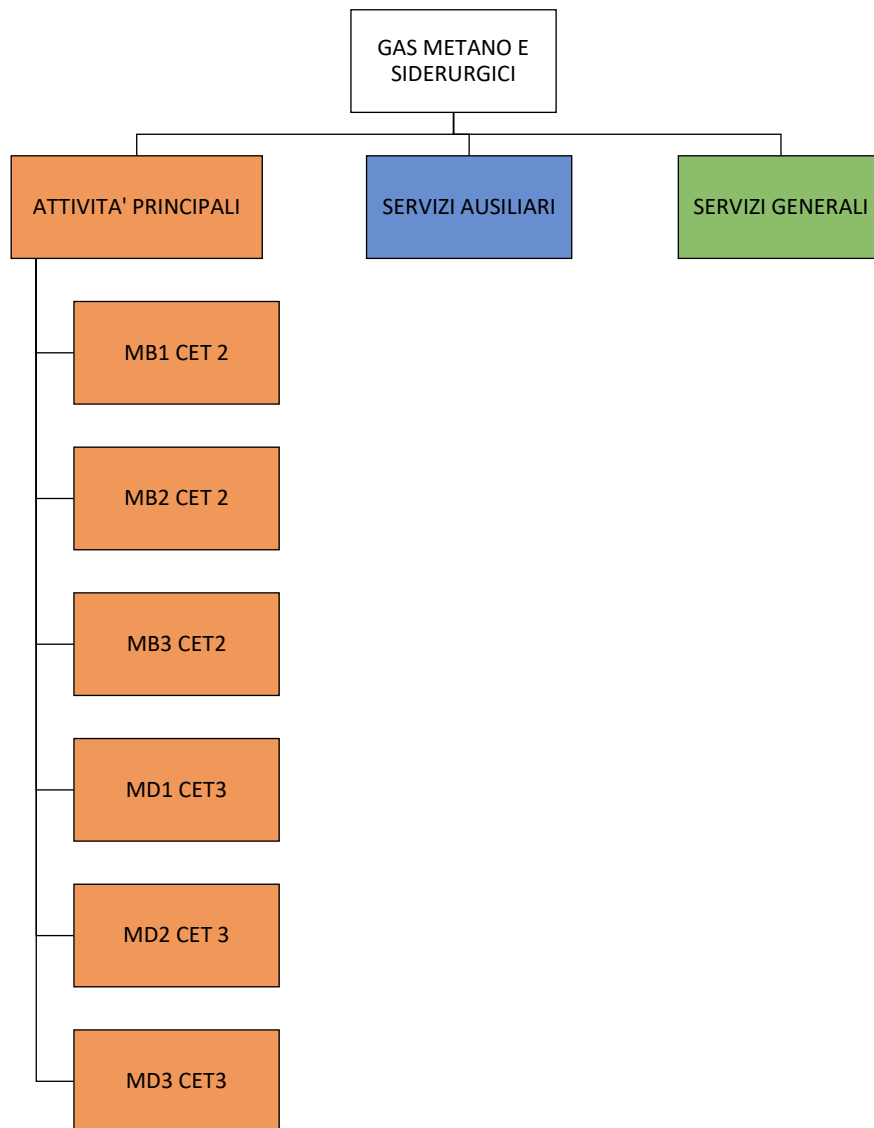 GAS METANO E
SIDERURGICI
ATTIVITA' PRINCIPALI
SERVIZI AUSILIARI
SERVIZI GENERALI
MB1 CET 2
MB2 CET 2
MB3 CET2
MD1 CET3
MD2 CET 3
MD3 CET3